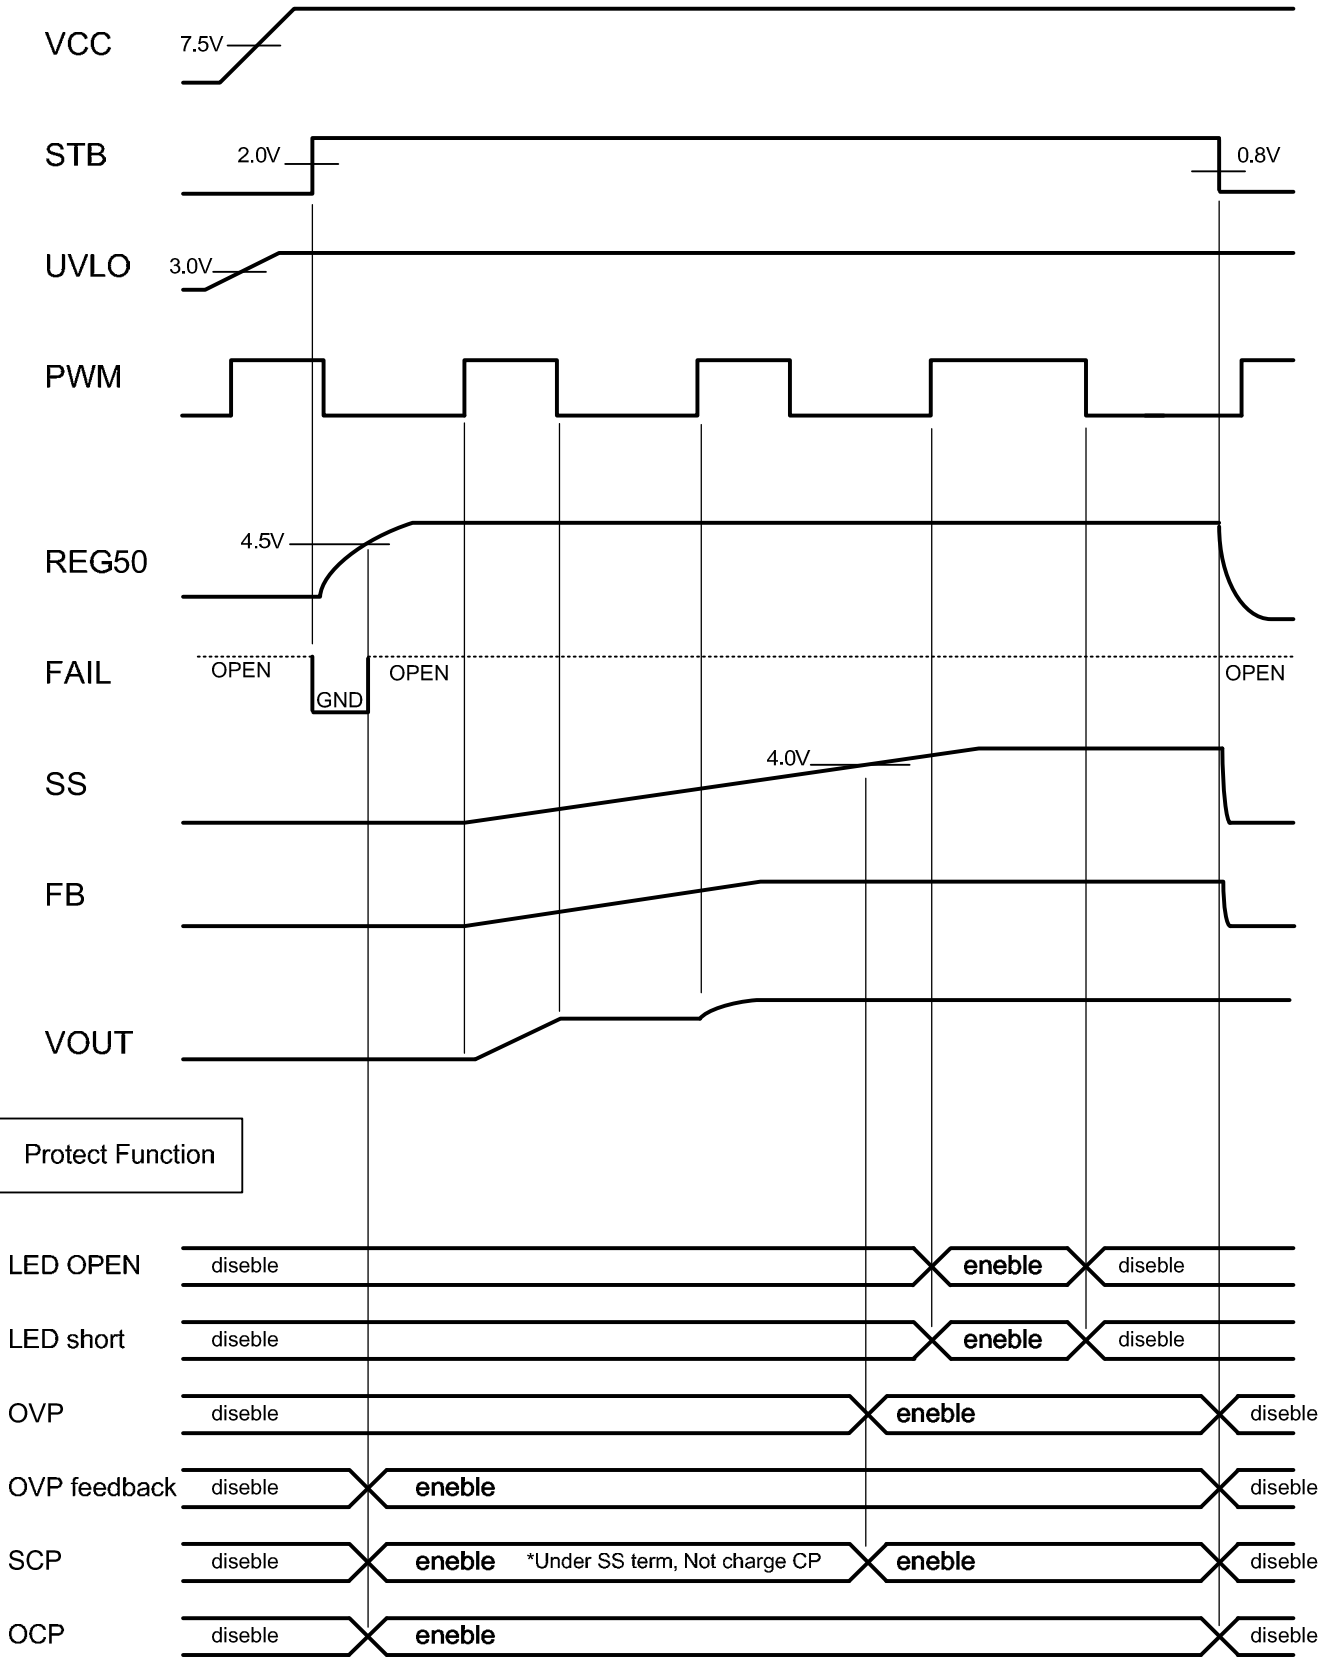 VCC 7.5V
STB 2.0V 0.8V
UVLO 3.0V
PWM
REG50 4.5V
FAIL OPEN GND OPEN OPEN
SS 4.0V
FB
VOUT
Protect Function
LED OPEN diseble eneble diseble
LED short diseble eneble diseble
OVP diseble eneble diseble
OVP feedback diseble eneble diseble
SCP diseble eneble *Under SS term, Not charge CP eneble diseble
OCP diseble eneble diseble